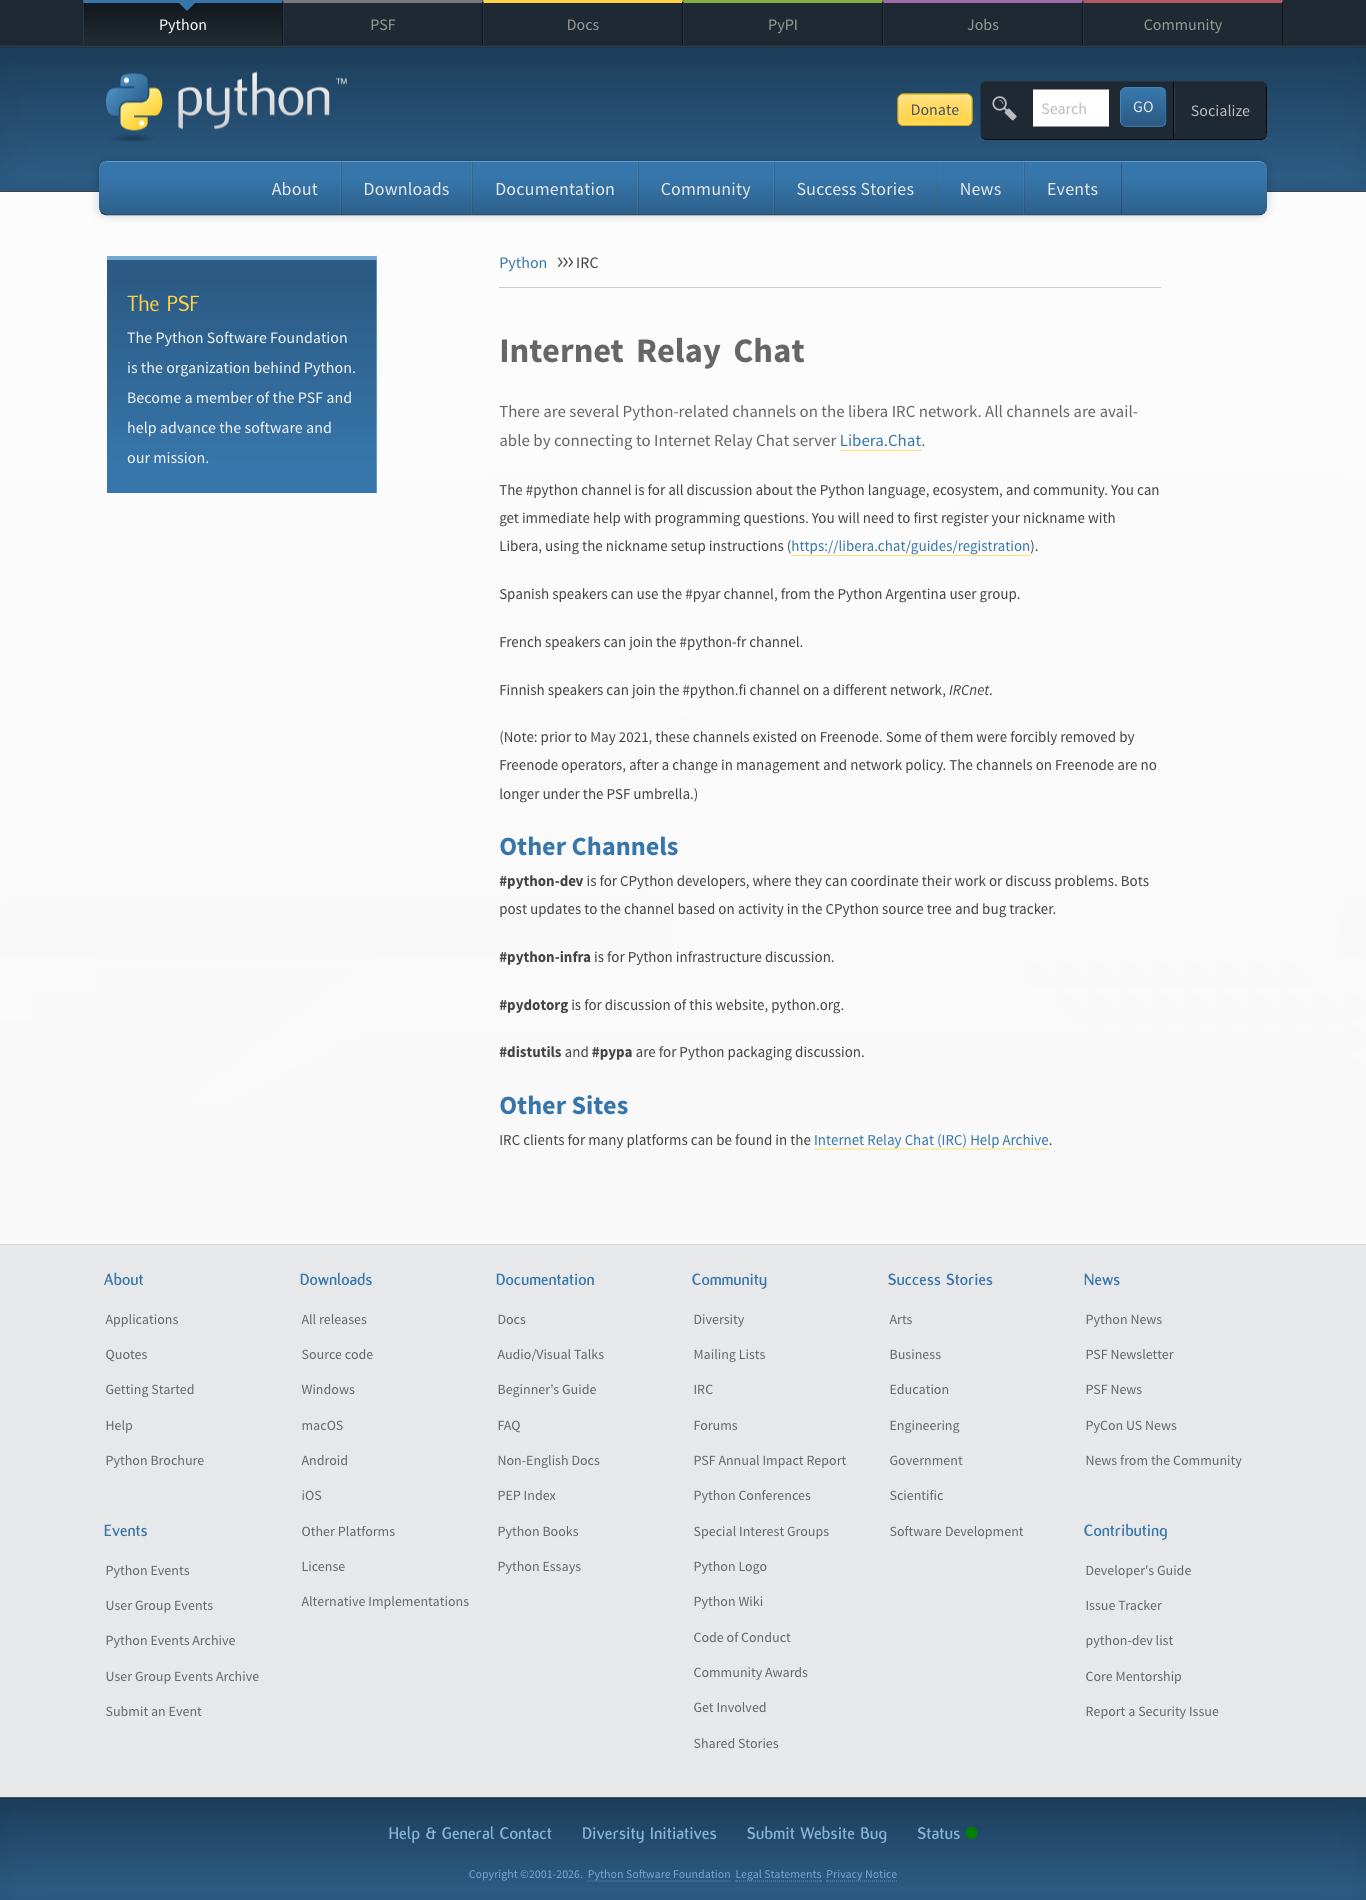 Python
PSF
Docs
PyPI
Jobs
Community
python™
Donate
Search
GO
Socialize
About
Downloads
Documentation
Community
Success Stories
News
Events
The PSF
The Python Software Foundation
is the organization behind Python.
Become a member of the PSF and
help advance the software and
our mission.
Python >>> IRC
Internet Relay Chat
There are several Python-related channels on the libera IRC network. All channels are avail-
able by connecting to Internet Relay Chat server Libera.Chat.
The #python channel is for all discussion about the Python language, ecosystem, and community. You can
get immediate help with programming questions. You will need to first register your nickname with
Libera, using the nickname setup instructions (https://libera.chat/guides/registration).
Spanish speakers can use the #pyar channel, from the Python Argentina user group.
French speakers can join the #python-fr channel.
Finnish speakers can join the #python.fi channel on a different network, IRCnet.
(Note: prior to May 2021, these channels existed on Freenode. Some of them were forcibly removed by
Freenode operators, after a change in management and network policy. The channels on Freenode are no
longer under the PSF umbrella.)
Other Channels
#python-dev is for CPython developers, where they can coordinate their work or discuss problems. Bots
post updates to the channel based on activity in the CPython source tree and bug tracker.
#python-infra is for Python infrastructure discussion.
#pydotorg is for discussion of this website, python.org.
#distutils and #pypa are for Python packaging discussion.
Other Sites
IRC clients for many platforms can be found in the Internet Relay Chat (IRC) Help Archive.
About
Applications
Quotes
Getting Started
Help
Python Brochure
Events
Python Events
User Group Events
Python Events Archive
User Group Events Archive
Submit an Event
Downloads
All releases
Source code
Windows
macOS
Android
iOS
Other Platforms
License
Alternative Implementations
Documentation
Docs
Audio/Visual Talks
Beginner's Guide
FAQ
Non-English Docs
PEP Index
Python Books
Python Essays
Community
Diversity
Mailing Lists
IRC
Forums
PSF Annual Impact Report
Python Conferences
Special Interest Groups
Python Logo
Python Wiki
Code of Conduct
Community Awards
Get Involved
Shared Stories
Success Stories
Arts
Business
Education
Engineering
Government
Scientific
Software Development
News
Python News
PSF Newsletter
PSF News
PyCon US News
News from the Community
Contributing
Developer's Guide
Issue Tracker
python-dev list
Core Mentorship
Report a Security Issue
Help & General Contact
Diversity Initiatives
Submit Website Bug
Status
Copyright ©2001-2026. Python Software Foundation Legal Statements Privacy Notice